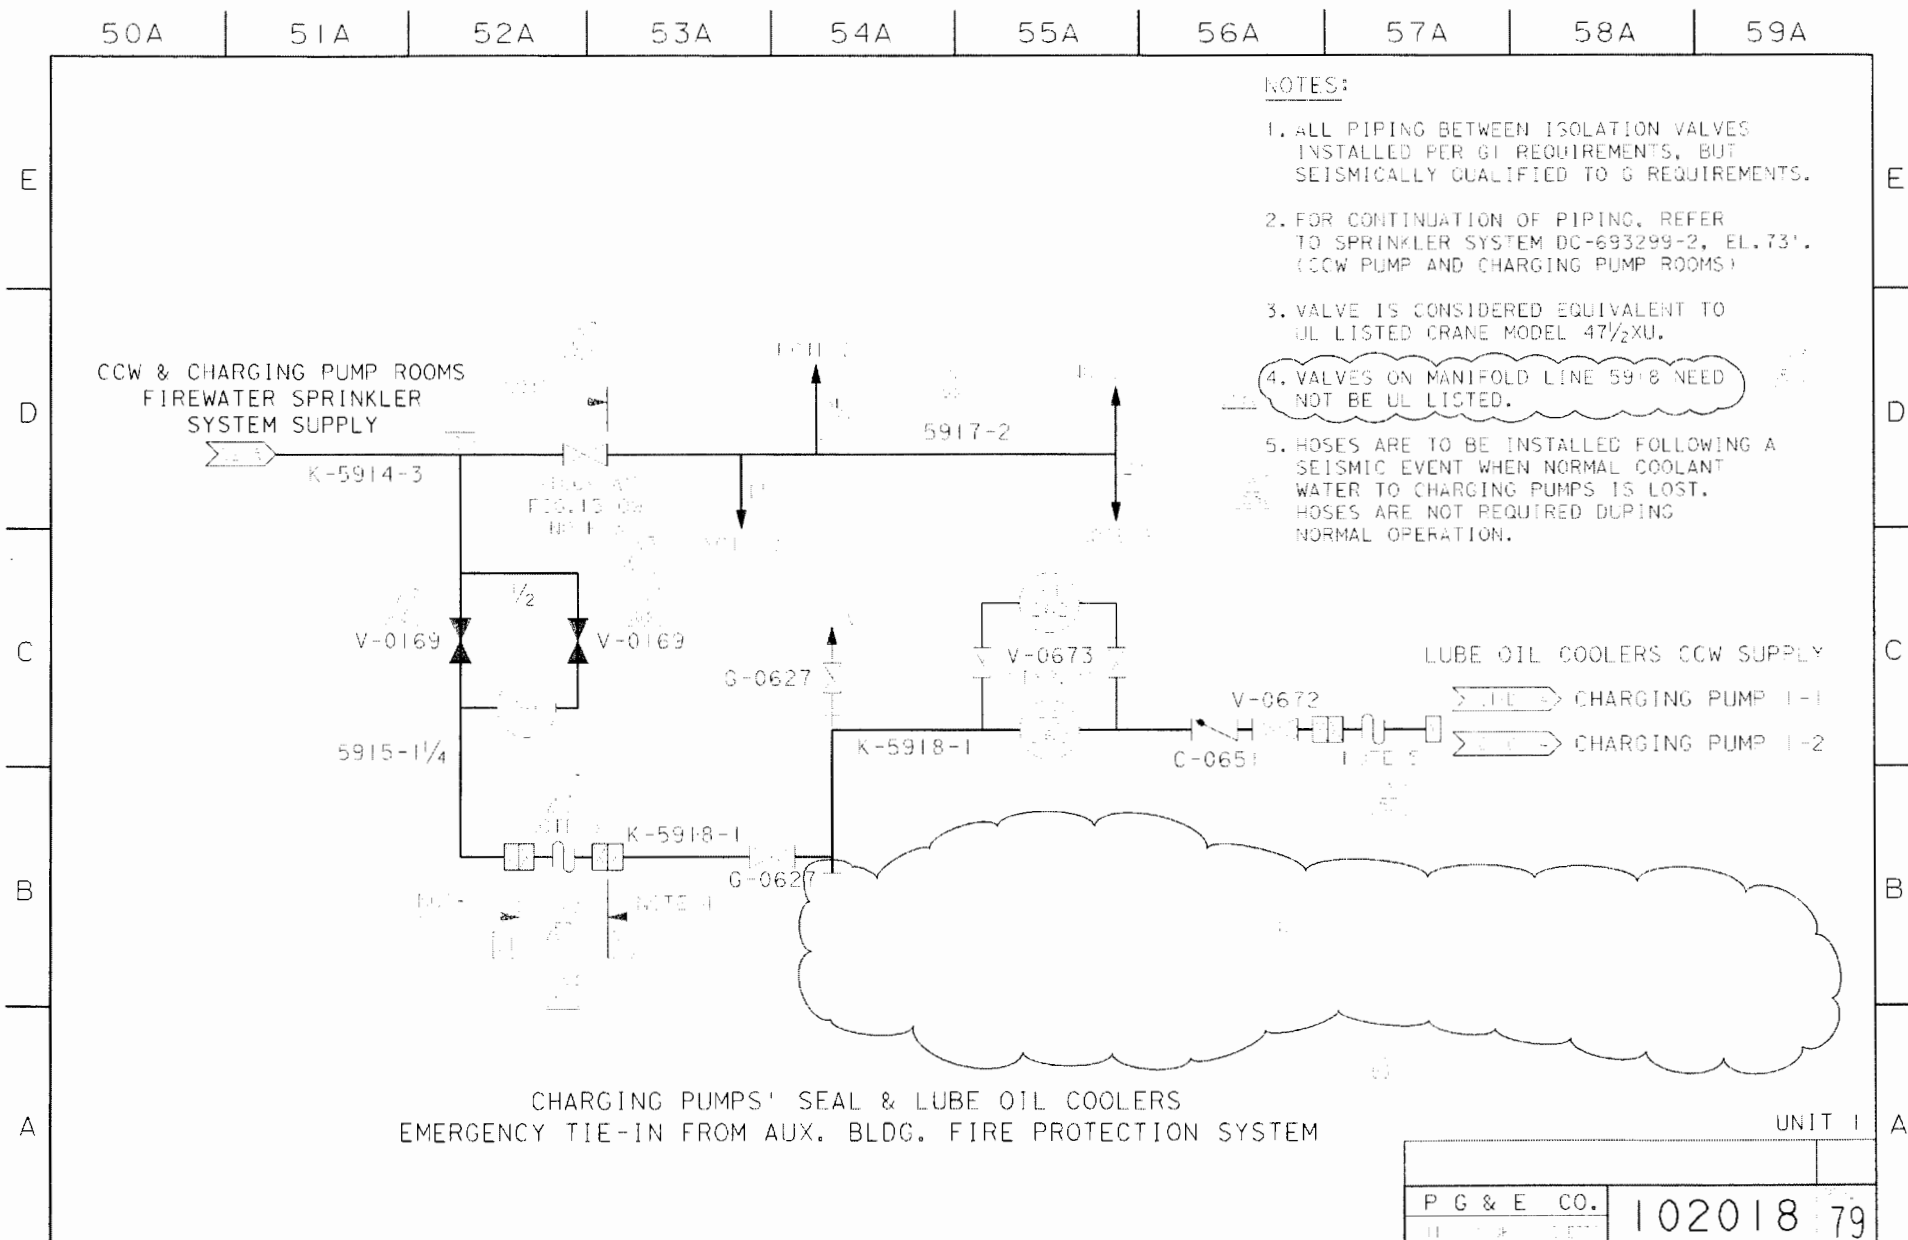 50A 51A 52A 53A 54A 55A 56A 57A 58A 59A
NOTES:
1. ALL PIPING BETWEEN ISOLATION VALVES
INSTALLED PER G1 REQUIREMENTS, BUT
SEISMICALLY QUALIFIED TO G REQUIREMENTS.
E E
2. FOR CONTINUATION OF PIPING, REFER
TO SPRINKLER SYSTEM DC-693299-2, EL.73'.
(CCW PUMP AND CHARGING PUMP ROOMS)
3. VALVE IS CONSIDERED EQUIVALENT TO
UL LISTED CRANE MODEL 47½XU.
4. VALVES ON MANIFOLD LINE 5918 NEED
NOT BE UL LISTED.
5. HOSES ARE TO BE INSTALLED FOLLOWING A
SEISMIC EVENT WHEN NORMAL COOLANT
WATER TO CHARGING PUMPS IS LOST.
HOSES ARE NOT REQUIRED DURING
NORMAL OPERATION.
CCW & CHARGING PUMP ROOMS
FIREWATER SPRINKLER
SYSTEM SUPPLY
D D
K-5914-3
5917-2
FIG.13
1/2
V-0169 V-0169
C C
G-0627
V-0673
LUBE OIL COOLERS CCW SUPPLY
V-0672
CHARGING PUMP 1-1
CHARGING PUMP 1-2
5915-1¼
K-5918-1
C-0651
K-5918-1
G-0627
B B
NOTE 4
CHARGING PUMPS' SEAL & LUBE OIL COOLERS
EMERGENCY TIE-IN FROM AUX. BLDG. FIRE PROTECTION SYSTEM
A A
UNIT 1
P G & E CO.
102018
79